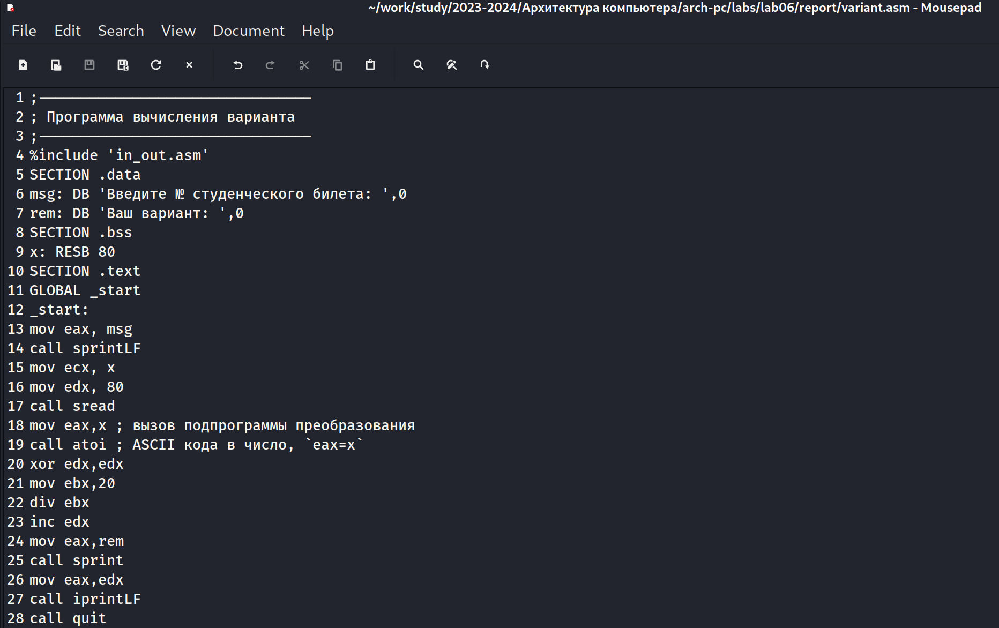 ~/work/study/2023-2024/Архитектура компьютера/arch-pc/labs/lab06/report/variant.asm - Mousepad
File Edit Search View Document Help
1 ;--------------------------------
2 ; Программа вычисления варианта
3 ;--------------------------------
4 %include 'in_out.asm'
5 SECTION .data
6 msg: DB 'Введите № студенческого билета: ',0
7 rem: DB 'Ваш вариант: ',0
8 SECTION .bss
9 x: RESB 80
10 SECTION .text
11 GLOBAL _start
12 _start:
13 mov eax, msg
14 call sprintLF
15 mov ecx, x
16 mov edx, 80
17 call sread
18 mov eax,x ; вызов подпрограммы преобразования
19 call atoi ; ASCII кода в число, `eax=x`
20 xor edx,edx
21 mov ebx,20
22 div ebx
23 inc edx
24 mov eax,rem
25 call sprint
26 mov eax,edx
27 call iprintLF
28 call quit